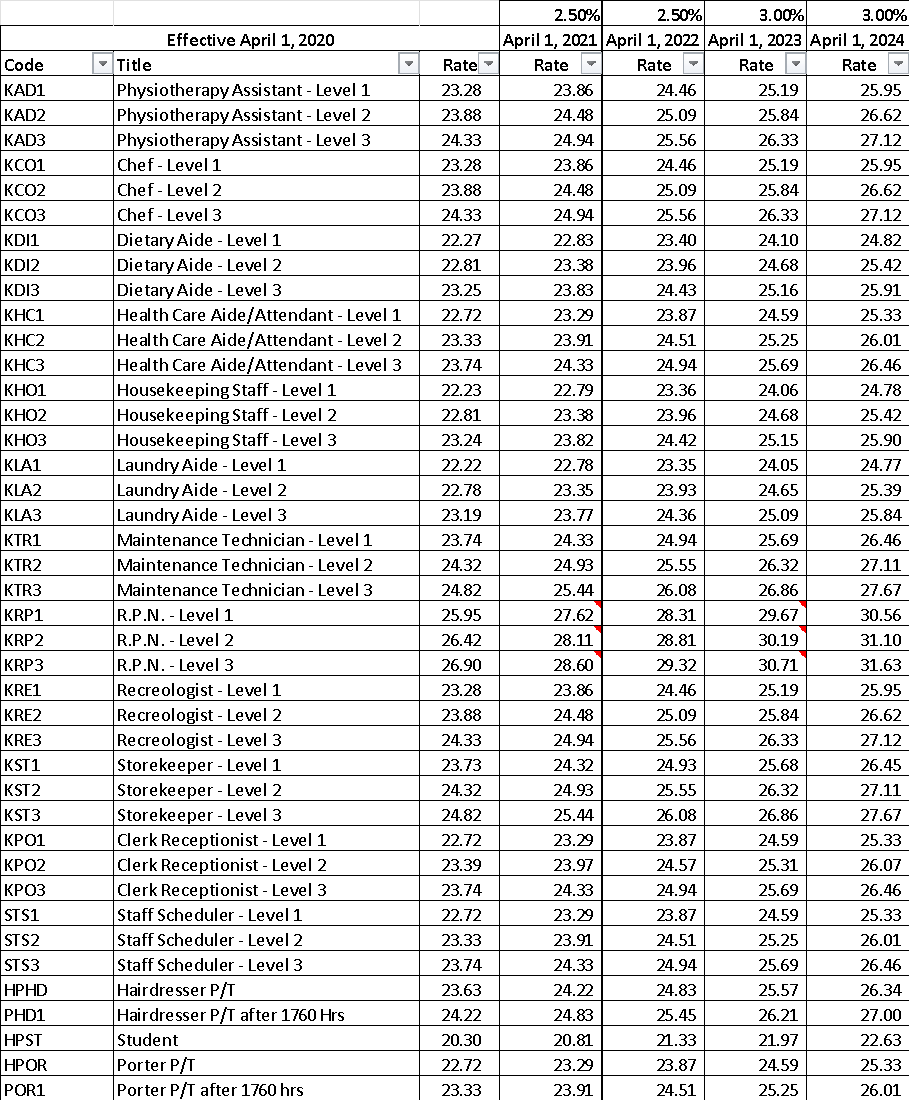 2.50% 2.50% 3.00% 3.00%
Effective April 1, 2020 April 1, 2021 April 1, 2022 April 1, 2023 April 1, 2024
Code Title Rate Rate Rate Rate Rate
KAD1 Physiotherapy Assistant - Level 1 23.28 23.86 24.46 25.19 25.95
KAD2 Physiotherapy Assistant - Level 2 23.88 24.48 25.09 25.84 26.62
KAD3 Physiotherapy Assistant - Level 3 24.33 24.94 25.56 26.33 27.12
KCO1 Chef - Level 1 23.28 23.86 24.46 25.19 25.95
KCO2 Chef - Level 2 23.88 24.48 25.09 25.84 26.62
KCO3 Chef - Level 3 24.33 24.94 25.56 26.33 27.12
KDI1 Dietary Aide - Level 1 22.27 22.83 23.40 24.10 24.82
KDI2 Dietary Aide - Level 2 22.81 23.38 23.96 24.68 25.42
KDI3 Dietary Aide - Level 3 23.25 23.83 24.43 25.16 25.91
KHC1 Health Care Aide/Attendant - Level 1 22.72 23.29 23.87 24.59 25.33
KHC2 Health Care Aide/Attendant - Level 2 23.33 23.91 24.51 25.25 26.01
KHC3 Health Care Aide/Attendant - Level 3 23.74 24.33 24.94 25.69 26.46
KHO1 Housekeeping Staff - Level 1 22.23 22.79 23.36 24.06 24.78
KHO2 Housekeeping Staff - Level 2 22.81 23.38 23.96 24.68 25.42
KHO3 Housekeeping Staff - Level 3 23.24 23.82 24.42 25.15 25.90
KLA1 Laundry Aide - Level 1 22.22 22.78 23.35 24.05 24.77
KLA2 Laundry Aide - Level 2 22.78 23.35 23.93 24.65 25.39
KLA3 Laundry Aide - Level 3 23.19 23.77 24.36 25.09 25.84
KTR1 Maintenance Technician - Level 1 23.74 24.33 24.94 25.69 26.46
KTR2 Maintenance Technician - Level 2 24.32 24.93 25.55 26.32 27.11
KTR3 Maintenance Technician - Level 3 24.82 25.44 26.08 26.86 27.67
KRP1 R.P.N. - Level 1 25.95 27.62 28.31 29.67 30.56
KRP2 R.P.N. - Level 2 26.42 28.11 28.81 30.19 31.10
KRP3 R.P.N. - Level 3 26.90 28.60 29.32 30.71 31.63
KRE1 Recreologist - Level 1 23.28 23.86 24.46 25.19 25.95
KRE2 Recreologist - Level 2 23.88 24.48 25.09 25.84 26.62
KRE3 Recreologist - Level 3 24.33 24.94 25.56 26.33 27.12
KST1 Storekeeper - Level 1 23.73 24.32 24.93 25.68 26.45
KST2 Storekeeper - Level 2 24.32 24.93 25.55 26.32 27.11
KST3 Storekeeper - Level 3 24.82 25.44 26.08 26.86 27.67
KPO1 Clerk Receptionist - Level 1 22.72 23.29 23.87 24.59 25.33
KPO2 Clerk Receptionist - Level 2 23.39 23.97 24.57 25.31 26.07
KPO3 Clerk Receptionist - Level 3 23.74 24.33 24.94 25.69 26.46
STS1 Staff Scheduler - Level 1 22.72 23.29 23.87 24.59 25.33
STS2 Staff Scheduler - Level 2 23.33 23.91 24.51 25.25 26.01
STS3 Staff Scheduler - Level 3 23.74 24.33 24.94 25.69 26.46
HPHD Hairdresser P/T 23.63 24.22 24.83 25.57 26.34
PHD1 Hairdresser P/T after 1760 Hrs 24.22 24.83 25.45 26.21 27.00
HPST Student 20.30 20.81 21.33 21.97 22.63
HPOR Porter P/T 22.72 23.29 23.87 24.59 25.33
POR1 Porter P/T after 1760 hrs 23.33 23.91 24.51 25.25 26.01